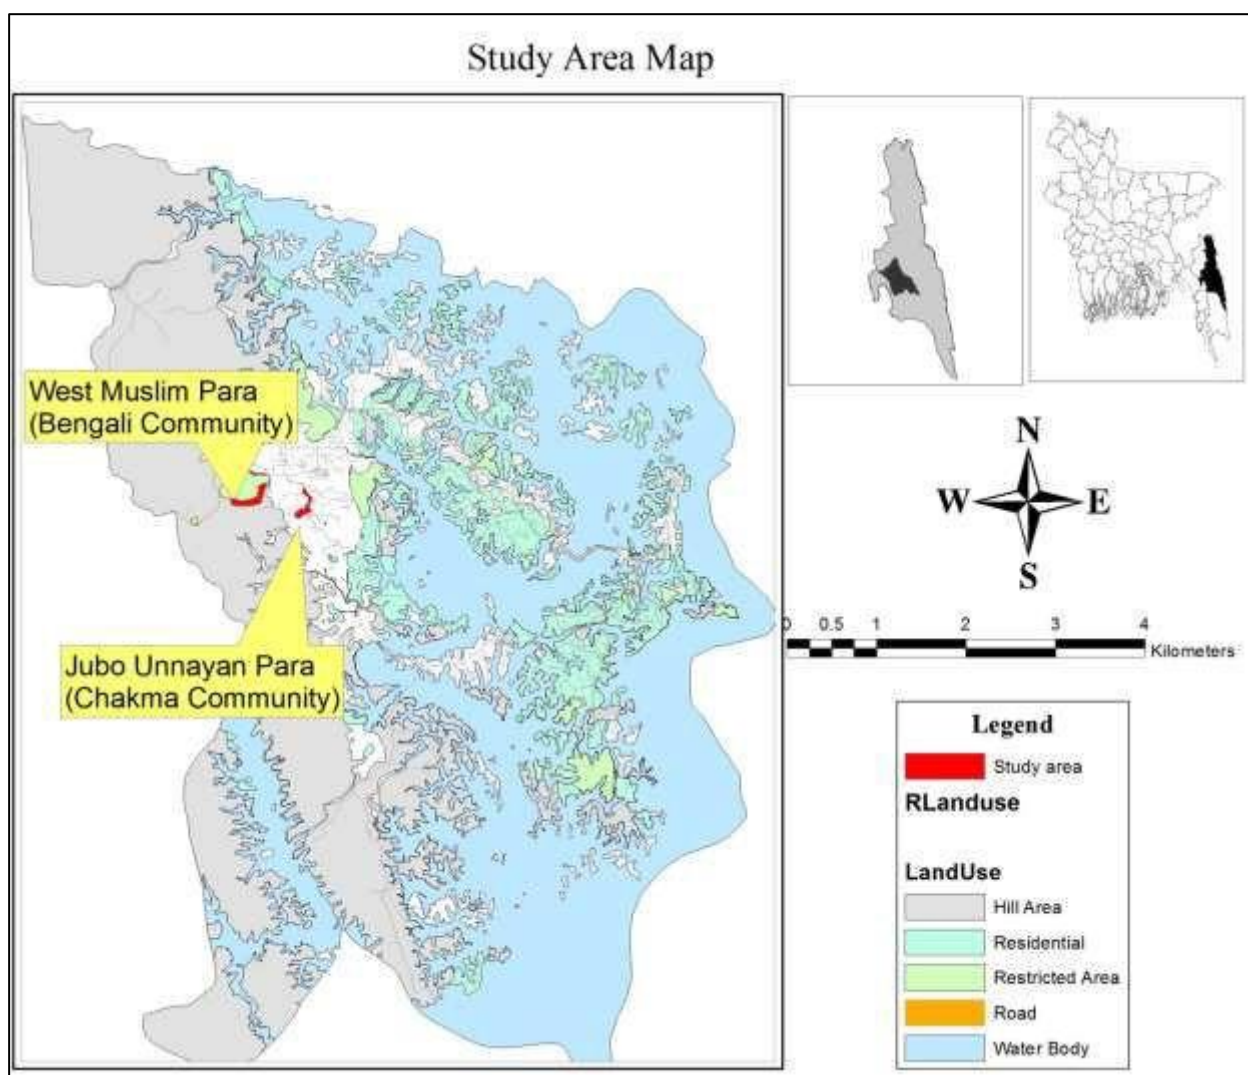 Study Area Map
West Muslim Para
(Bengali Community)
Jubo Unnayan Para
(Chakma Community)
N
W E
S
0 0.5 1 2 3 4
Kilometers
Legend
Study area
RLanduse
LandUse
Hill Area
Residential
Restricted Area
Road
Water Body